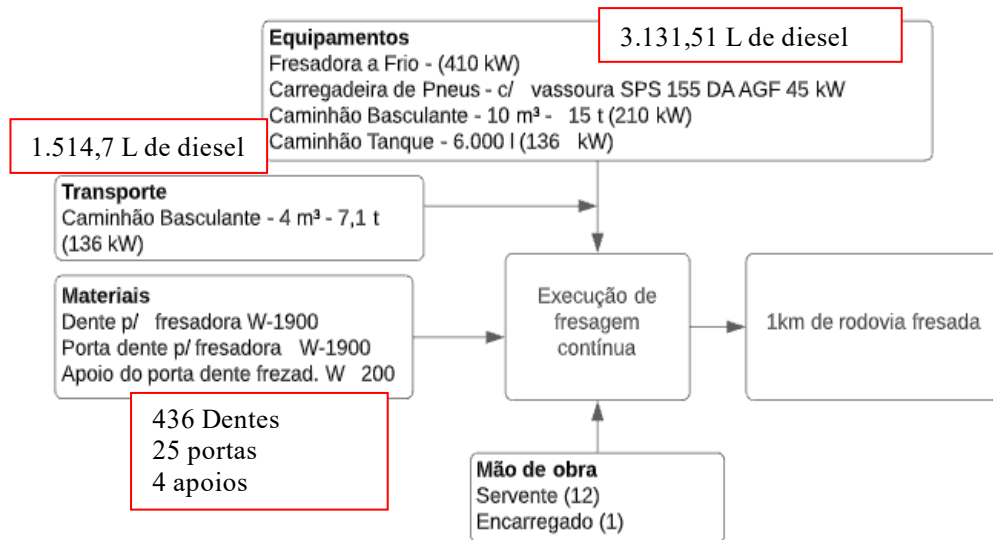 Equipamentos
3.131,51 L de diesel
Fresadora a Frio - (410 kW)
Carregadeira de Pneus - c/ vassoura SPS 155 DA AGF 45 kW
Caminhão Basculante - 10 m³ - 15 t (210 kW)
Caminhão Tanque - 6.000 l (136 kW)
1.514,7 L de diesel
Transporte
Caminhão Basculante - 4 m³ - 7,1 t
(136 kW)
Materiais
Dente p/ fresadora W-1900
Porta dente p/ fresadora W-1900
Apoio do porta dente frezad. W 200
Execução de
fresagem
contínua
1km de rodovia fresada
436 Dentes
25 portas
4 apoios
Mão de obra
Servente (12)
Encarregado (1)